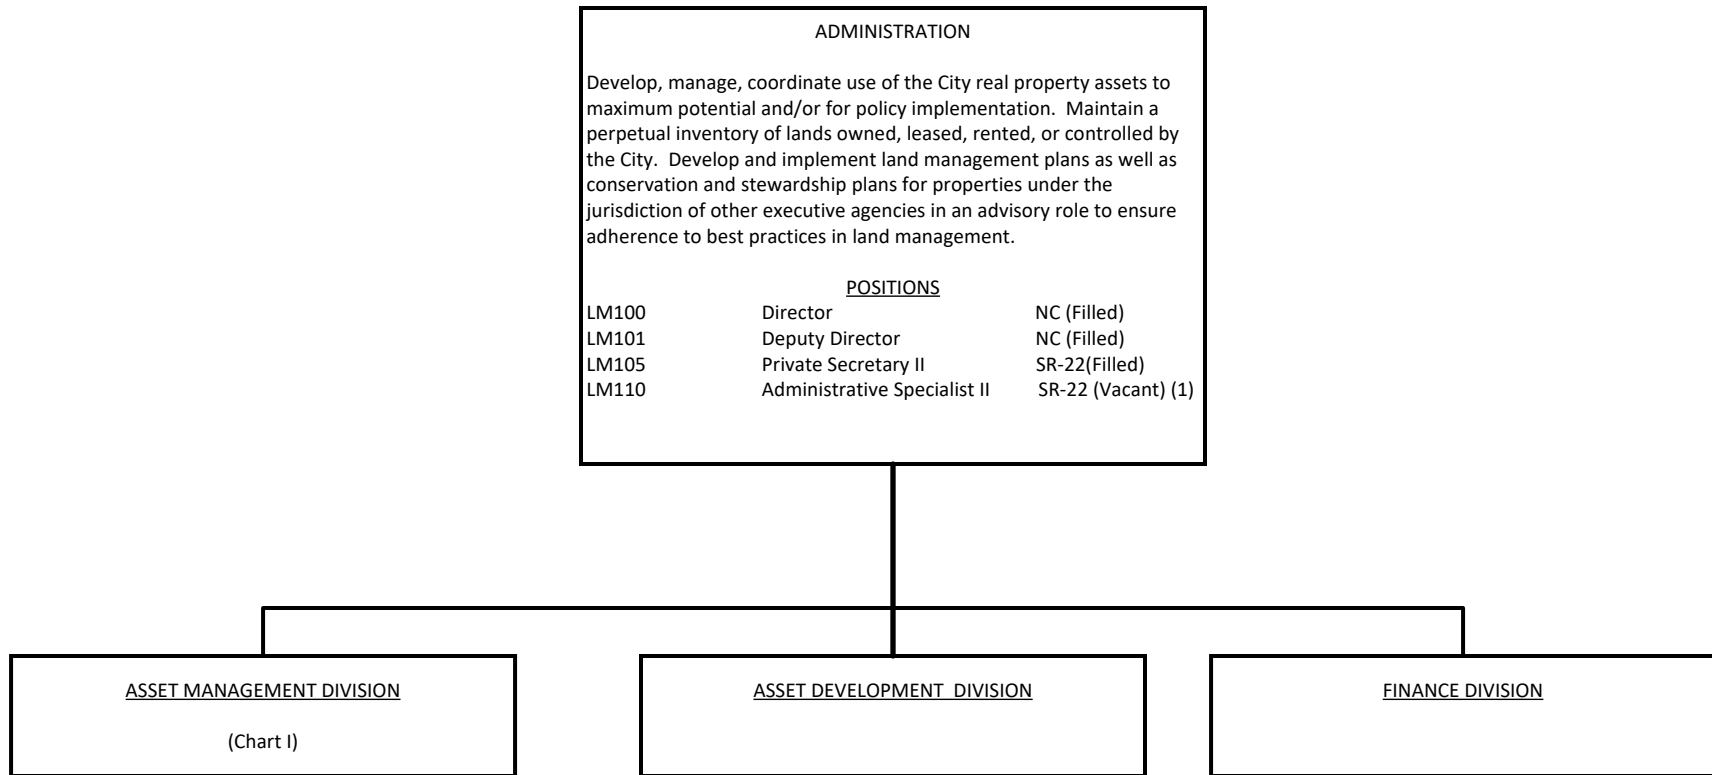 ADMINISTRATION
Develop, manage, coordinate use of the City real property assets to
maximum potential and/or for policy implementation.  Maintain a
perpetual inventory of lands owned, leased, rented, or controlled by
the City.  Develop and implement land management plans as well as
conservation and stewardship plans for properties under the
jurisdiction of other executive agencies in an advisory role to ensure
adherence to best practices in land management.
POSITIONS
LM100 Director NC (Filled)
LM101 Deputy Director NC (Filled)
LM105 Private Secretary II SR-22(Filled)
LM110 Administrative Specialist II SR-22 (Vacant) (1)
ASSET MANAGEMENT DIVISION
(Chart I)
ASSET DEVELOPMENT  DIVISION
FINANCE DIVISION